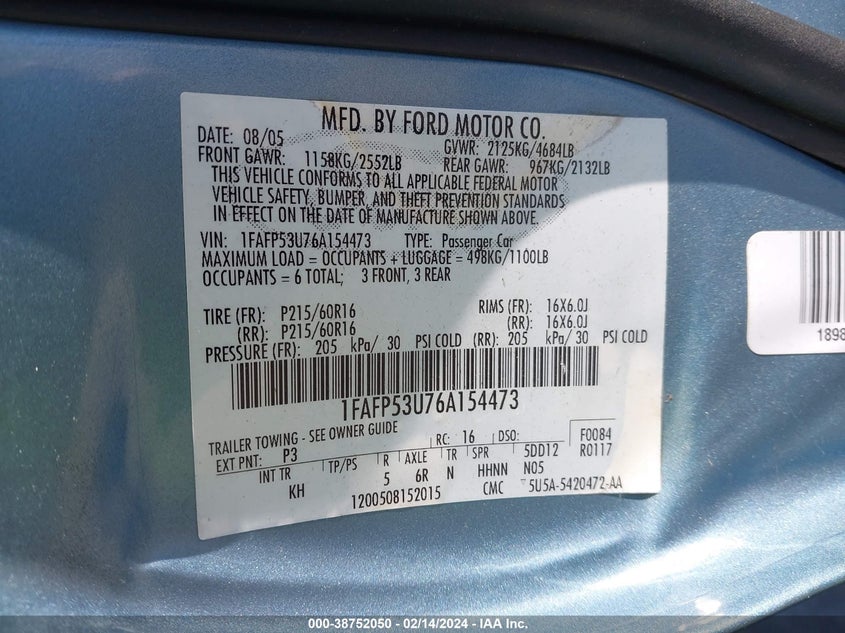 MFD. BY FORD MOTOR CO.
DATE: 08/05 GVWR: 2125KG/4684LB
FRONT GAWR: 1158KG/2552LB REAR GAWR: 967KG/2132LB
THIS VEHICLE CONFORMS TO ALL APPLICABLE FEDERAL MOTOR
VEHICLE SAFETY, BUMPER, AND THEFT PREVENTION STANDARDS
IN EFFECT ON THE DATE OF MANUFACTURE SHOWN ABOVE.
VIN: 1FAFP53U76A154473 TYPE: Passenger Car
MAXIMUM LOAD = OCCUPANTS + LUGGAGE = 498KG/1100LB
OCCUPANTS = 6 TOTAL; 3 FRONT, 3 REAR
TIRE (FR): P215/60R16 RIMS (FR): 16X6.0J
(RR): P215/60R16 (RR): 16X6.0J
PRESSURE (FR): 205 kPa/ 30 PSI COLD (RR): 205 kPa/ 30 PSI COLD
1FAFP53U76A154473
TRAILER TOWING - SEE OWNER GUIDE RC: 16 DSO: F0084
EXT PNT: P3 5DD12 R0117
INT TR TP/PS R AXLE TR SPR N05
KH 5 6R N HHNN
1200508152015 CMC 5U5A-5420472-AA
1898
000-38752050 - 02/14/2024 - IAA Inc.